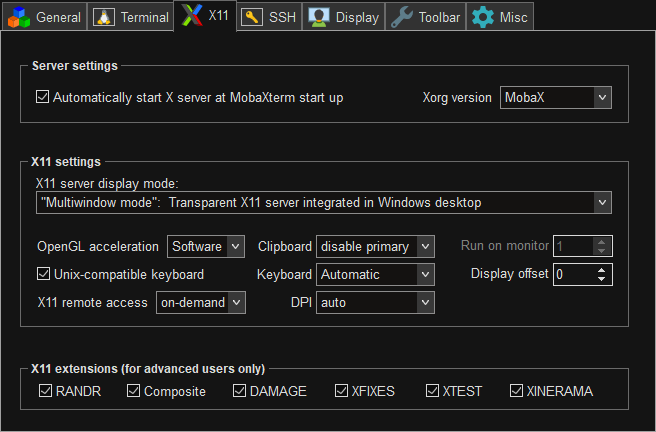 General Terminal X11 SSH Display Toolbar Misc
Server settings
Automatically start X server at MobaXterm start up Xorg version MobaX
X11 settings
X11 server display mode:
"Multiwindow mode": Transparent X11 server integrated in Windows desktop
OpenGL acceleration Software Clipboard disable primary Run on monitor 1
Unix-compatible keyboard Keyboard Automatic Display offset 0
X11 remote access on-demand DPI auto
X11 extensions (for advanced users only)
RANDR Composite DAMAGE XFIXES XTEST XINERAMA